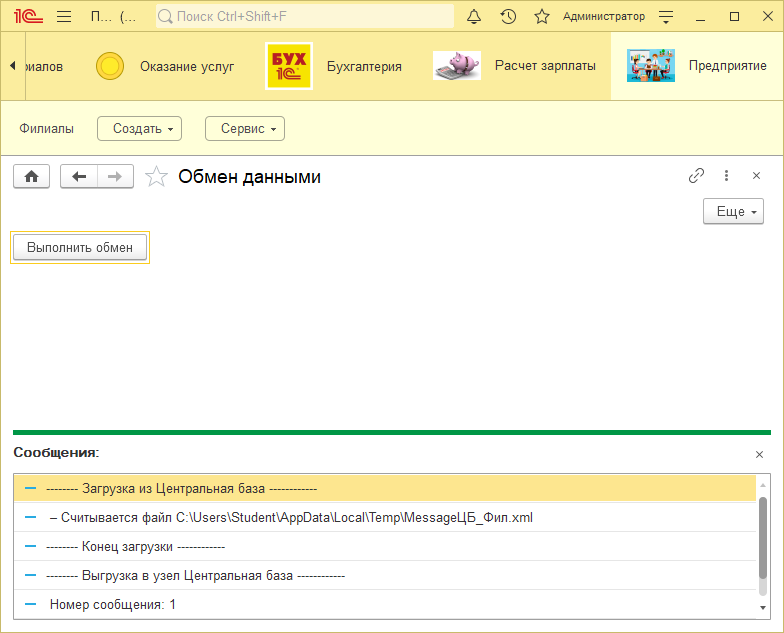 1С П... (... Поиск Ctrl+Shift+F Администратор
риалов Оказание услуг БУХ 1С Бухгалтерия Расчет зарплаты Предприятие
Филиалы Создать Сервис
Обмен данными
Еще
Выполнить обмен
Сообщения:
-------- Загрузка из Центральная база ------------
– Считывается файл C:\Users\Student\AppData\Local\Temp\MessageЦБ_Фил.xml
-------- Конец загрузки ------------
-------- Выгрузка в узел Центральная база ------------
Номер сообщения: 1